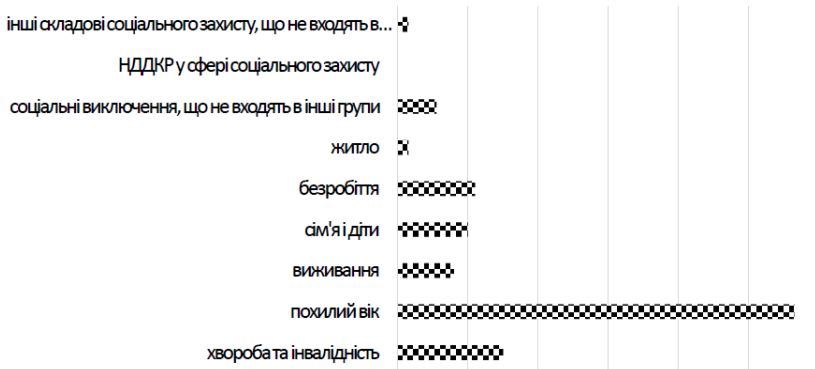 інші складові соціального захисту, що не входять в...
НДДКР у сфері соціального захисту
соціальні виключення, що не входять в інші групи
житло
безробіття
сім'я і діти
виживання
похилий вік
хвороба та інвалідність